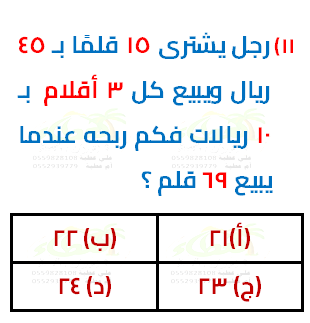 ١١) رجل يشترى ١٥ قلمًا بـ ٤٥
ريال ويبيع كل ٣ أقلام بـ
١٠ ريالات فكم ربحه عندما
يبيع ٦٩ قلم ؟
(أ) ٢١ (ب) ٢٢
(ج) ٢٣ (د) ٢٤